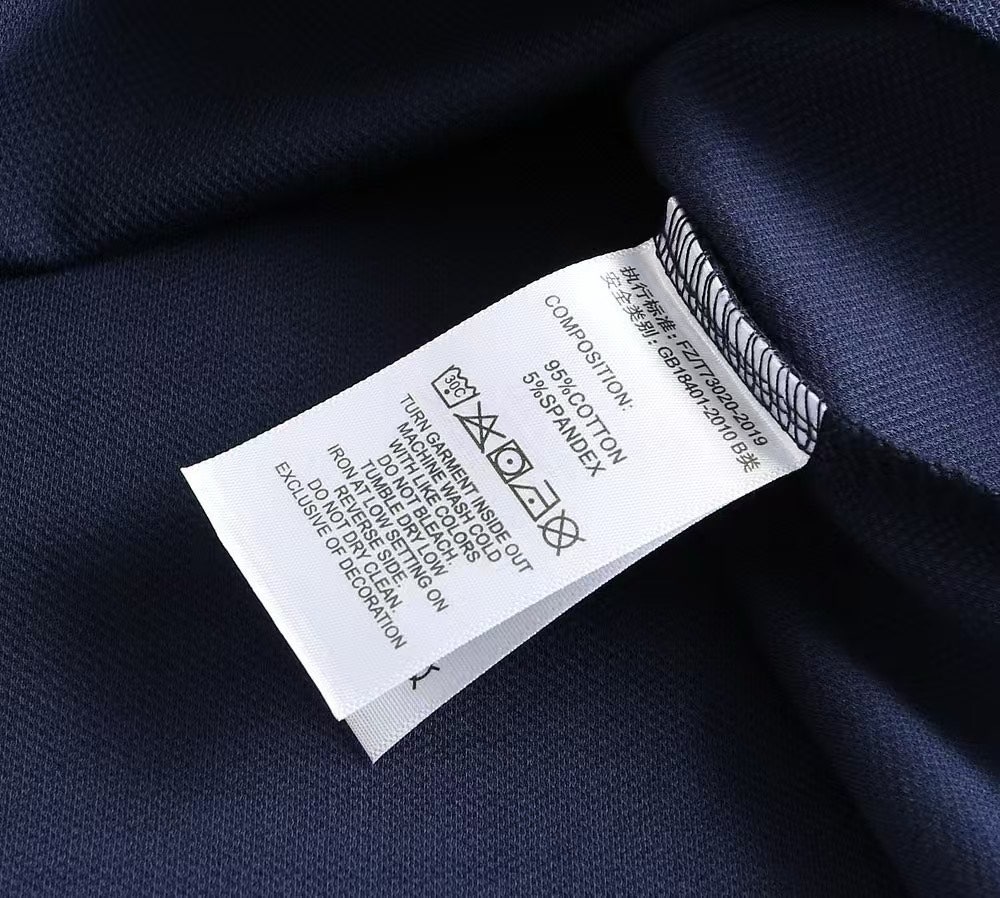 执行标准：FZ/T73020-2019
安全类别：GB18401-2010 B类
COMPOSITION:
95%COTTON
5%SPANDEX
30C
TURN GARMENT INSIDE OUT
MACHINE WASH COLD
WITH LIKE COLORS
DO NOT BLEACH.
TUMBLE DRY LOW
IRON AT LOW SETTING ON
REVERSE SIDE.
DO NOT DRY CLEAN.
EXCLUSIVE OF DECORATION